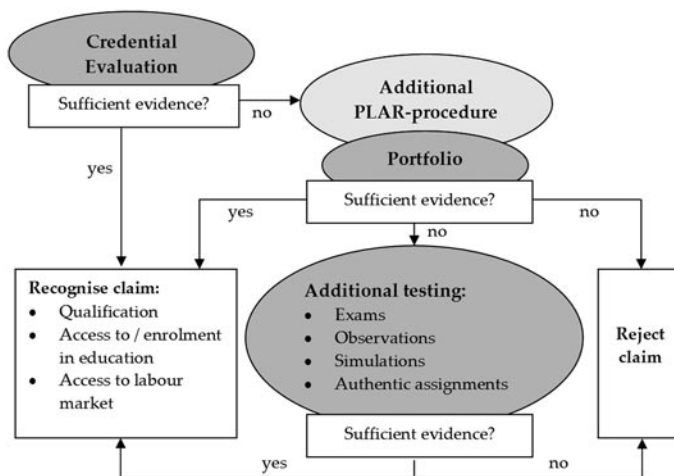 Credential
Evaluation
Sufficient evidence?
no
Additional
PLAR-procedure
Portfolio
yes
Sufficient evidence?
yes
no
no
Recognise claim:
• Qualification
• Access to / enrolment
in education
• Access to labour
market
Additional testing:
• Exams
• Observations
• Simulations
• Authentic assignments
Reject
claim
Sufficient evidence?
yes
no